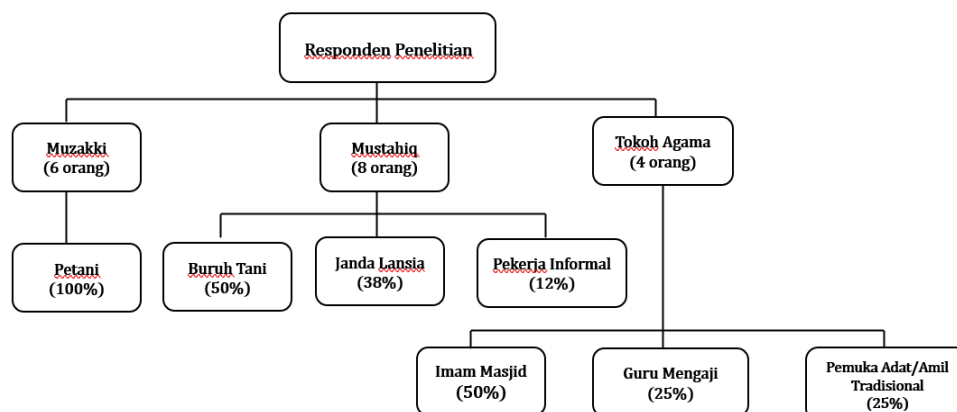 Responden Penelitian
Muzakki
(6 orang)
Mustahiq
(8 orang)
Tokoh Agama
(4 orang)
Petani
(100%)
Buruh Tani
(50%)
Janda Lansia
(38%)
Pekerja Informal
(12%)
Imam Masjid
(50%)
Guru Mengaji
(25%)
Pemuka Adat/Amil
Tradisional
(25%)